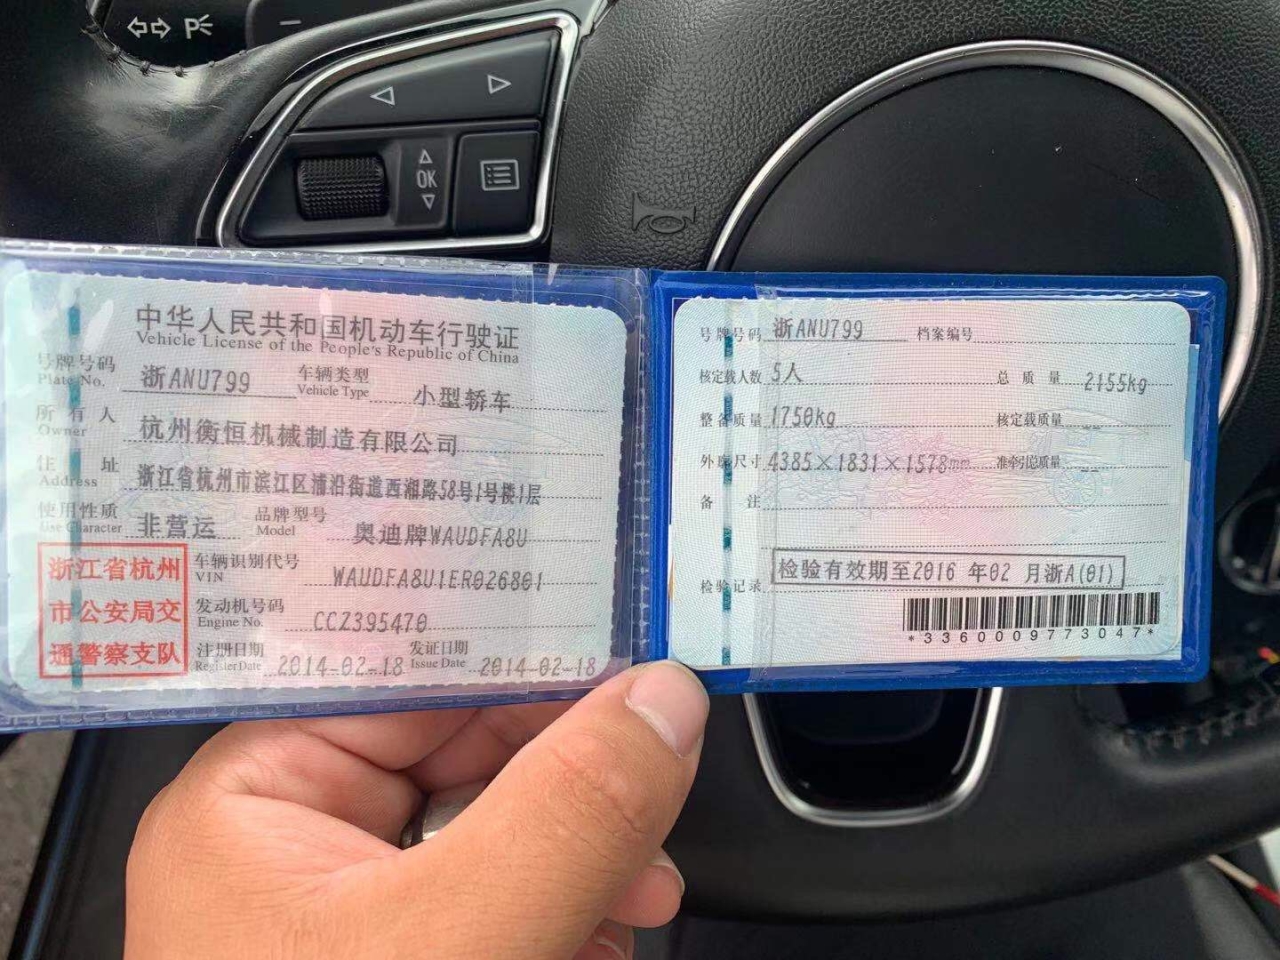 P
OK
中华人民共和国机动车行驶证
Vehicle License of the People's Republic of China
号牌号码 浙ANU799 车辆类型 小型轿车
Plate No. Vehicle Type
所有人 杭州衡恒机械制造有限公司
Owner
住址 浙江省杭州市滨江区浦沿街道西湘路58号1号楼1层
Address
使用性质 非营运 品牌型号 奥迪牌WAUDFA8U
Use Character Model
浙江省杭州
市公安局交
通警察支队
车辆识别代号 WAUDFA8U1ER026801
VIN
发动机号码 CCZ395470
Engine No.
注册日期 2014-02-18 发证日期 2014-02-18
Register Date Issue Date
号牌号码 浙ANU799 档案编号
核定载人数 5人 总质量 2155kg
整备质量 1750kg 核定载质量 --
外廓尺寸 4385×1831×1578mm 准牵引总质量 --
备注
检验记录 检验有效期至2016 年02 月浙A(01)
*3360009773047*